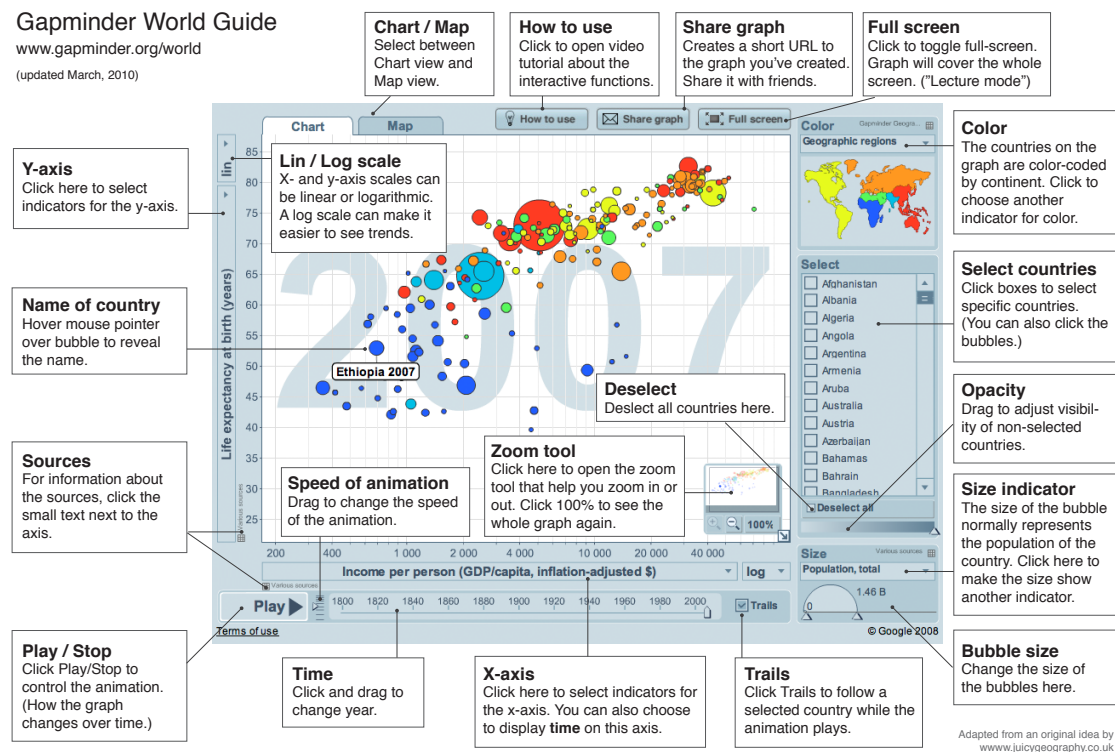 Gapminder World Guide
www.gapminder.org/world
(updated March, 2010)
Chart / Map
Select between
Chart view and
Map view.
How to use
Click to open video
tutorial about the
interactive functions.
Share graph
Creates a short URL to
the graph you've created.
Share it with friends.
Full screen
Click to toggle full-screen.
Graph will cover the whole
screen. ("Lecture mode")
Chart
Map
How to use
Share graph
Full screen
Color
Geographic regions
Color
The countries on the
graph are color-coded
by continent. Click to
choose another
indicator for color.
Y-axis
Click here to select
indicators for the y-axis.
lin
Lin / Log scale
X- and y-axis scales can
be linear or logarithmic.
A log scale can make it
easier to see trends.
85
80
75
70
65
60
55
50
45
40
35
30
25
Life expectancy at birth (years)
2007
Name of country
Hover mouse pointer
over bubble to reveal
the name.
Ethiopia 2007
Select
Afghanistan
Albania
Algeria
Angola
Argentina
Armenia
Aruba
Australia
Austria
Azerbaijan
Bahamas
Bahrain
Bangladesh
Deselect all
Select countries
Click boxes to select
specific countries.
(You can also click the
bubbles.)
Deselect
Deslect all countries here.
Opacity
Drag to adjust visibil-
ity of non-selected
countries.
Sources
For information about
the sources, click the
small text next to the
axis.
Various sources
Speed of animation
Drag to change the speed
of the animation.
Zoom tool
Click here to open the zoom
tool that help you zoom in or
out. Click 100% to see the
whole graph again.
100%
Size indicator
The size of the bubble
normally represents
the population of the
country. Click here to
make the size show
another indicator.
200 400 1 000 2 000 4 000 10 000 20 000 40 000
Income per person (GDP/capita, inflation-adjusted $)
log
Various sources
Size
Various sources
Population, total
1.46 B
0
Play
1800 1820 1840 1860 1880 1900 1920 1940 1960 1980 2000
Trails
Terms of use
© Google 2008
Play / Stop
Click Play/Stop to
control the animation.
(How the graph
changes over time.)
Time
Click and drag to
change year.
X-axis
Click here to select indicators for
the x-axis. You can also choose
to display time on this axis.
Trails
Click Trails to follow a
selected country while the
animation plays.
Bubble size
Change the size of
the bubbles here.
Adapted from an original idea by
www.juicygeography.co.uk